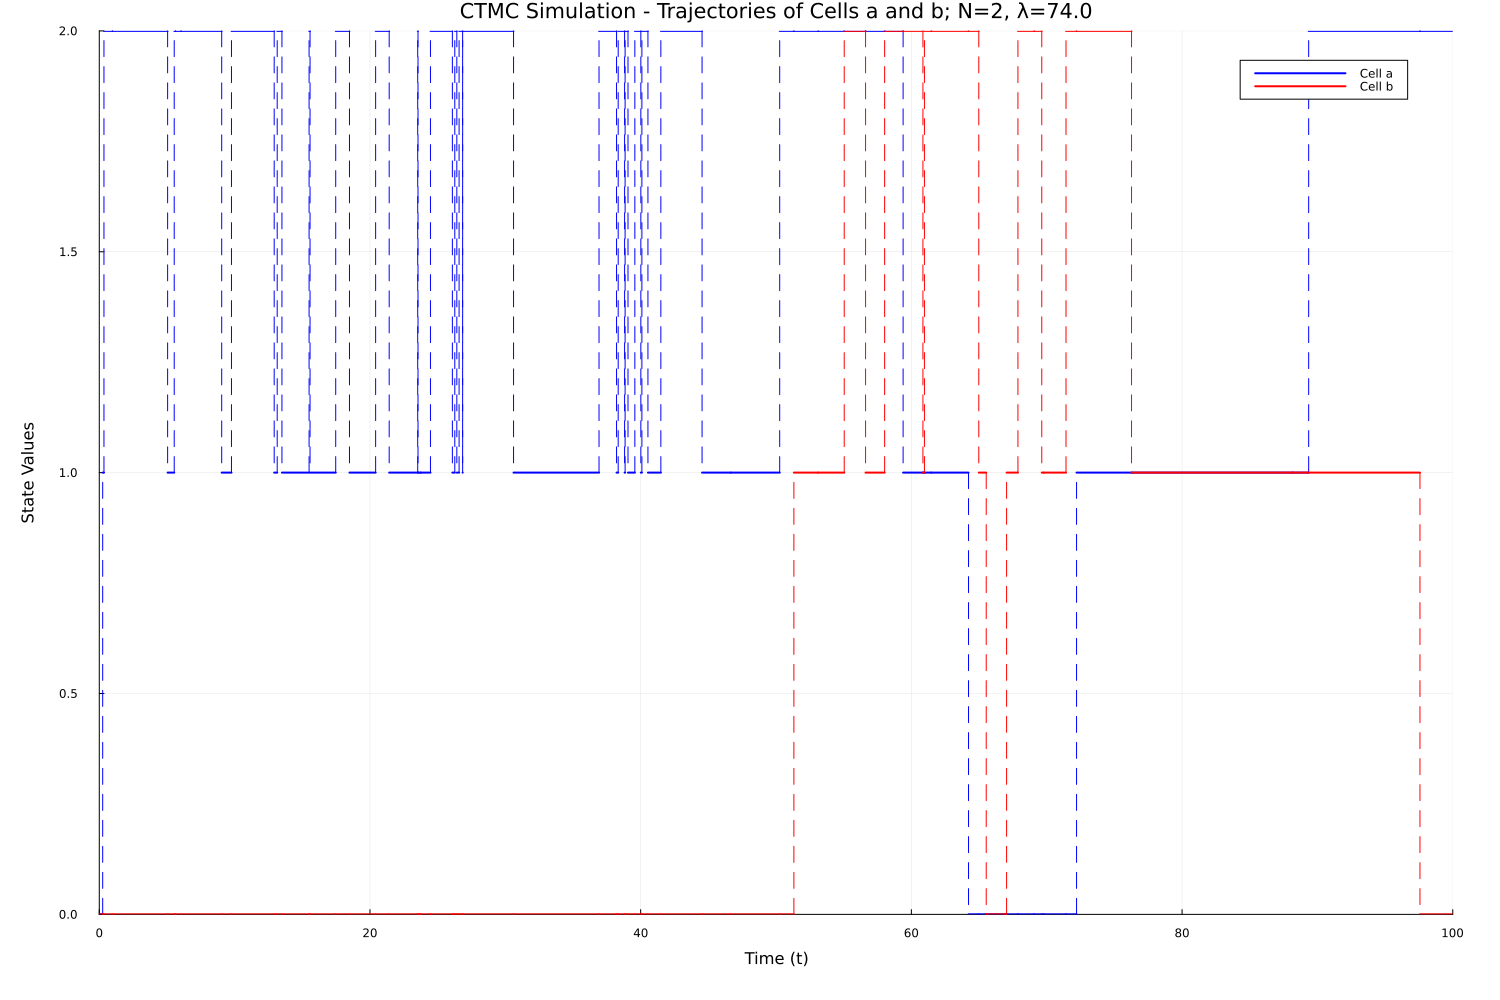 CTMC Simulation - Trajectories of Cells a and b; N=2, λ=74.0
2.0
Cell a
Cell b
1.5
1.0
State Values
0.5
0.0
0 20 40 60 80 100
Time (t)